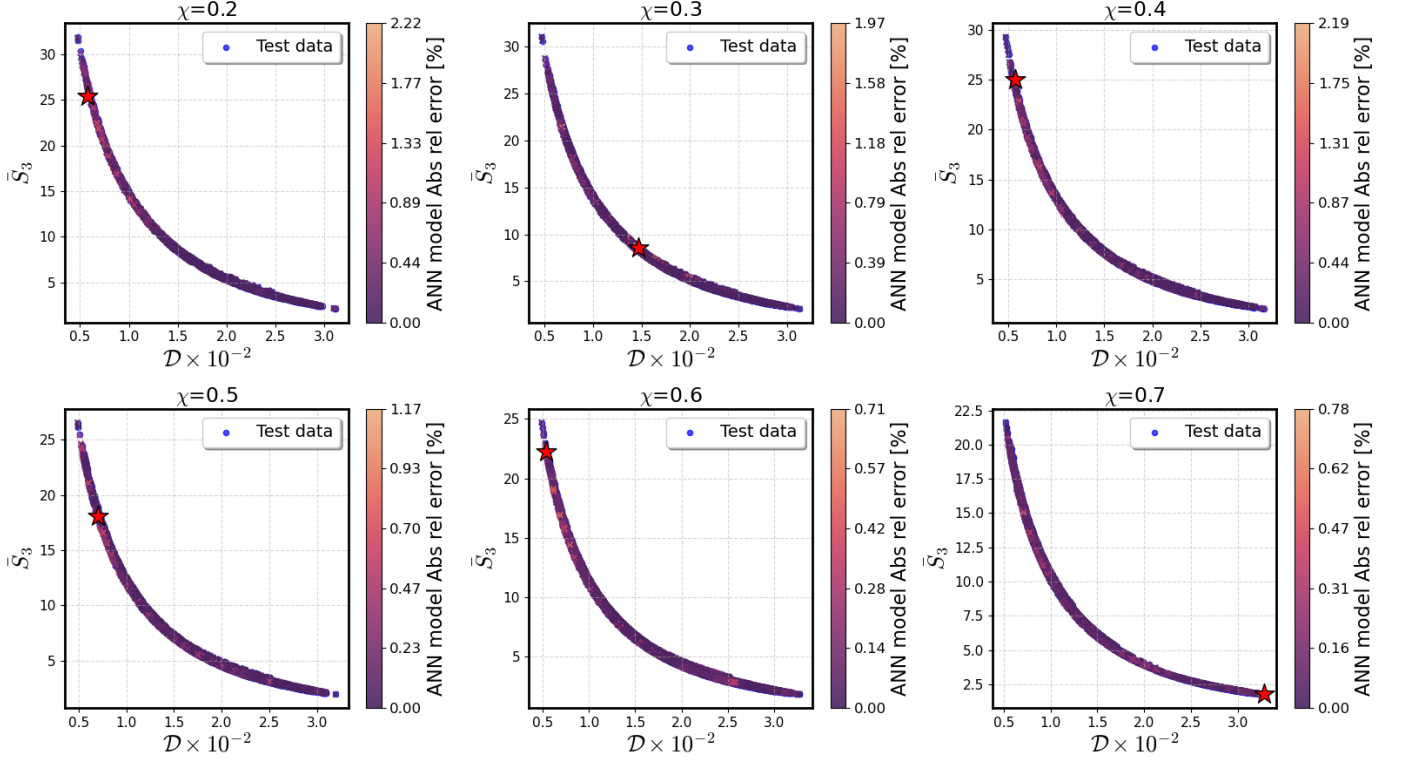 χ=0.2
Test data
S̄₃
30
25
20
15
10
5
0.5 1.0 1.5 2.0 2.5 3.0
𝒟 × 10⁻²
2.22
1.77
1.33
0.89
0.44
0.00
ANN model Abs rel error [%]
χ=0.3
Test data
S̄₃
30
25
20
15
10
5
0.5 1.0 1.5 2.0 2.5 3.0
𝒟 × 10⁻²
1.97
1.58
1.18
0.79
0.39
0.00
ANN model Abs rel error [%]
χ=0.4
Test data
S̄₃
30
25
20
15
10
5
0.5 1.0 1.5 2.0 2.5 3.0
𝒟 × 10⁻²
2.19
1.75
1.31
0.87
0.44
0.00
ANN model Abs rel error [%]
χ=0.5
Test data
S̄₃
25
20
15
10
5
0.5 1.0 1.5 2.0 2.5 3.0
𝒟 × 10⁻²
1.17
0.93
0.70
0.47
0.23
0.00
ANN model Abs rel error [%]
χ=0.6
Test data
S̄₃
25
20
15
10
5
0.5 1.0 1.5 2.0 2.5 3.0
𝒟 × 10⁻²
0.71
0.57
0.42
0.28
0.14
0.00
ANN model Abs rel error [%]
χ=0.7
Test data
S̄₃
22.5
20.0
17.5
15.0
12.5
10.0
7.5
5.0
2.5
0.5 1.0 1.5 2.0 2.5 3.0
𝒟 × 10⁻²
0.78
0.62
0.47
0.31
0.16
0.00
ANN model Abs rel error [%]